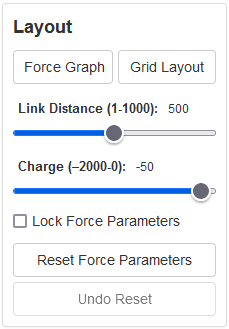 Layout
Force Graph Grid Layout
Link Distance (1-1000): 500
Charge (–2000-0): -50
Lock Force Parameters
Reset Force Parameters
Undo Reset